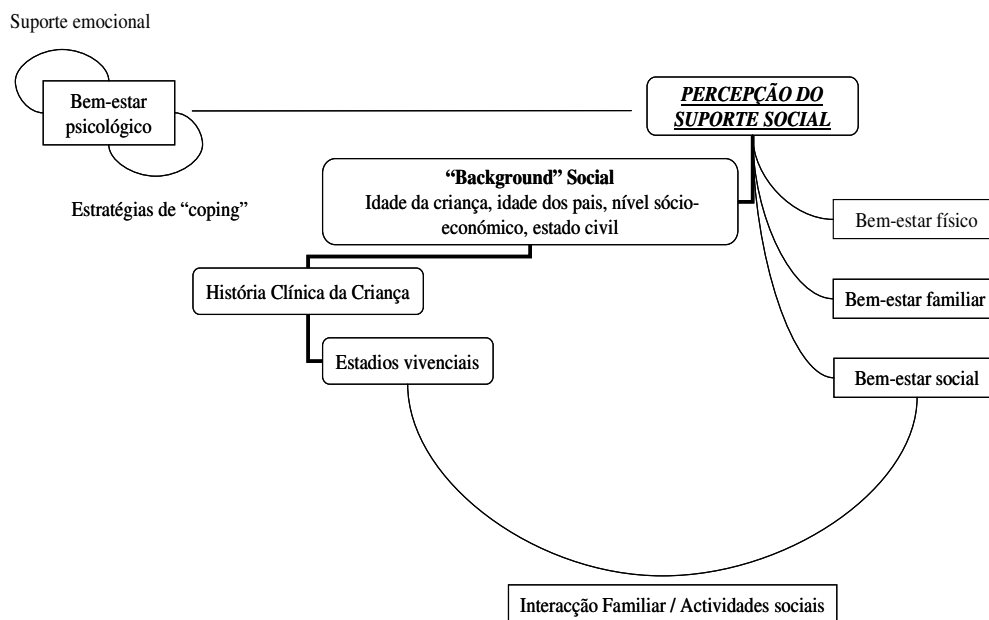 Suporte emocional
Bem-estar
psicológico
PERCEPÇÃO DO
SUPORTE SOCIAL
“Background” Social
Idade da criança, idade dos pais, nível sócio-
económico, estado civil
Estratégias de “coping”
Bem-estar físico
História Clínica da Criança
Bem-estar familiar
Estadios vivenciais
Bem-estar social
Interacção Familiar / Actividades sociais